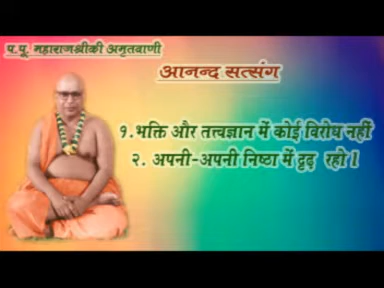 प.पू. महाराजश्रीकी अमृतवाणी
आनन्द सत्संग
१.भक्ति और तत्वज्ञान में कोई विरोध नहीं
२. अपनी-अपनी निष्ठा में दृढ़ रहो l